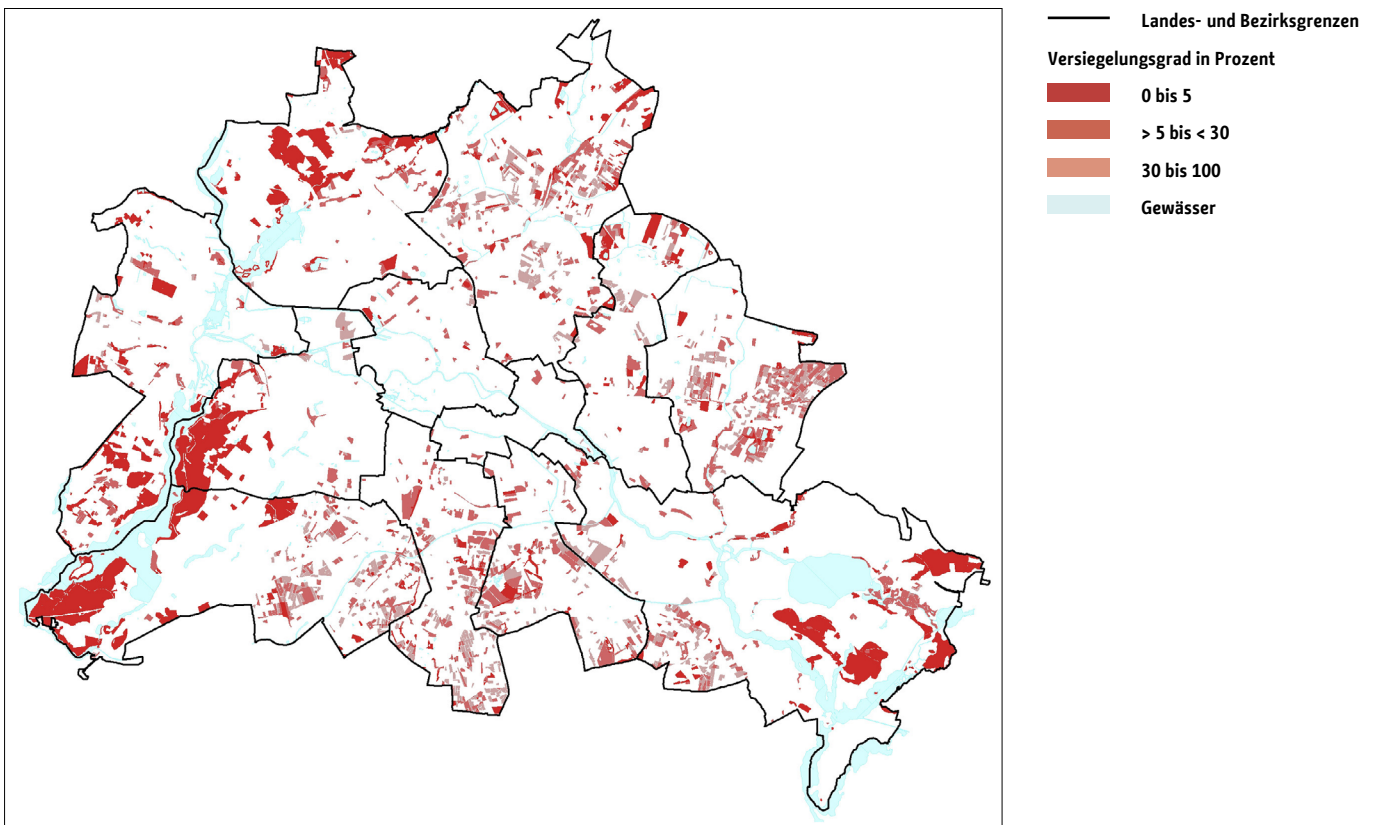 Landes- und Bezirksgrenzen
Versiegelungsgrad in Prozent
0 bis 5
> 5 bis < 30
30 bis 100
Gewässer